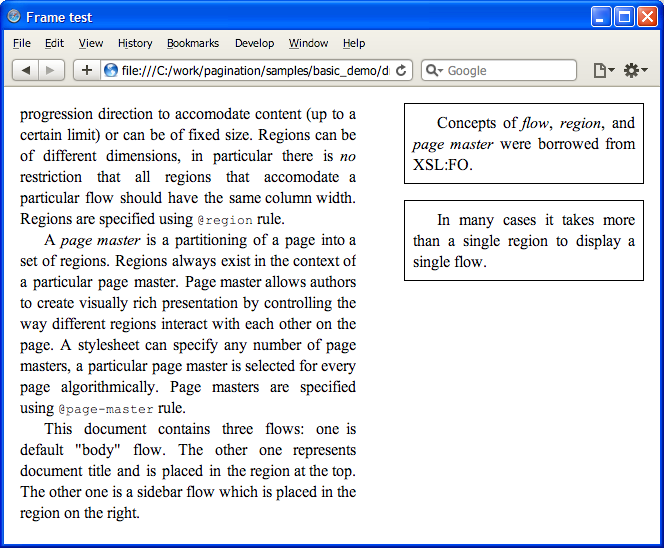 Frame test
File Edit View History Bookmarks Develop Window Help
file:///C:/work/pagination/samples/basic_demo/di
Google
progression direction to accomodate content (up to a
certain limit) or can be of fixed size. Regions can be
of different dimensions, in particular there is no
restriction that all regions that accomodate a
particular flow should have the same column width.
Regions are specified using @region rule.
A page master is a partitioning of a page into a
set of regions. Regions always exist in the context of
a particular page master. Page master allows authors
to create visually rich presentation by controlling the
way different regions interact with each other on the
page. A stylesheet can specify any number of page
masters, a particular page master is selected for every
page algorithmically. Page masters are specified
using @page-master rule.
This document contains three flows: one is
default "body" flow. The other one represents
document title and is placed in the region at the top.
The other one is a sidebar flow which is placed in the
region on the right.
Concepts of flow, region, and
page master were borrowed from
XSL:FO.
In many cases it takes more
than a single region to display a
single flow.